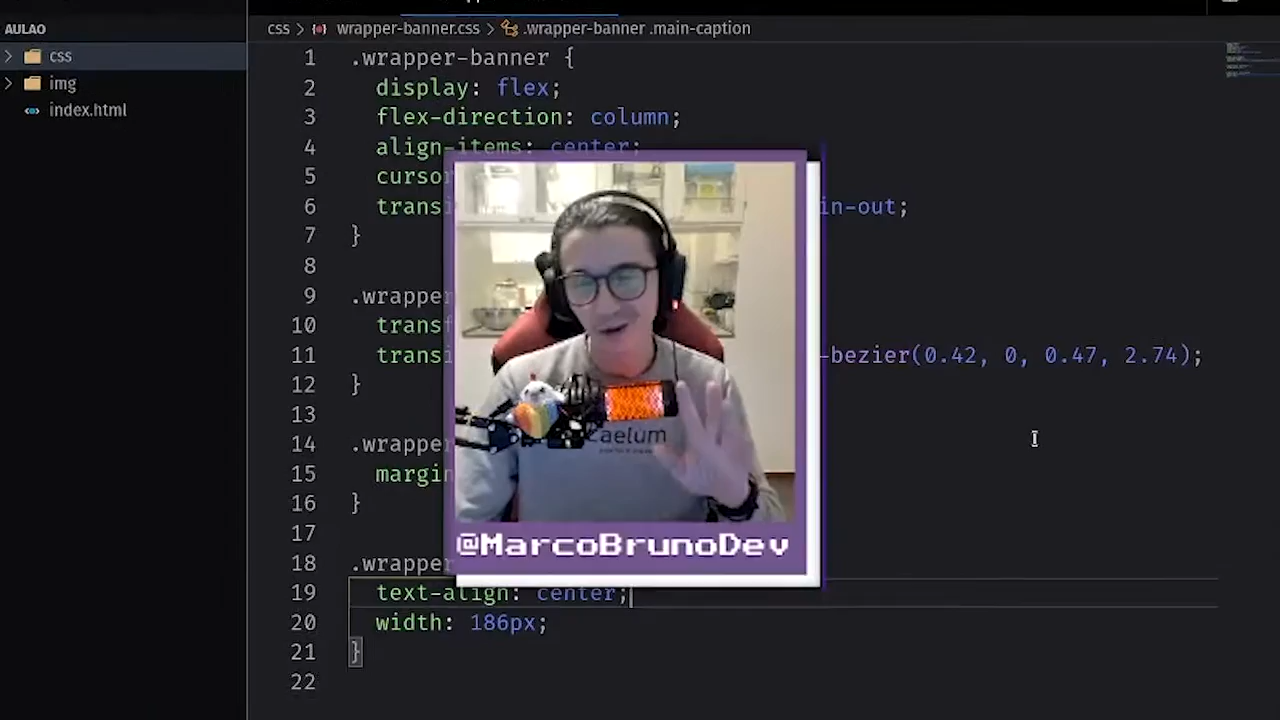 AULAO
css
img
index.html
css > wrapper-banner.css > .wrapper-banner .main-caption
1 .wrapper-banner {
2 display: flex;
3 flex-direction: column;
4 align-items: center;
5 cursor
6 transi in-out;
7 }
8
9 .wrapper
10 transf
11 transi -bezier(0.42, 0, 0.47, 2.74);
12 }
13
14 .wrapper
15 margin
16 }
17
18 .wrapper
19 text-align: center;
20 width: 186px;
21 }
22
Caelum
@MarcoBrunoDev